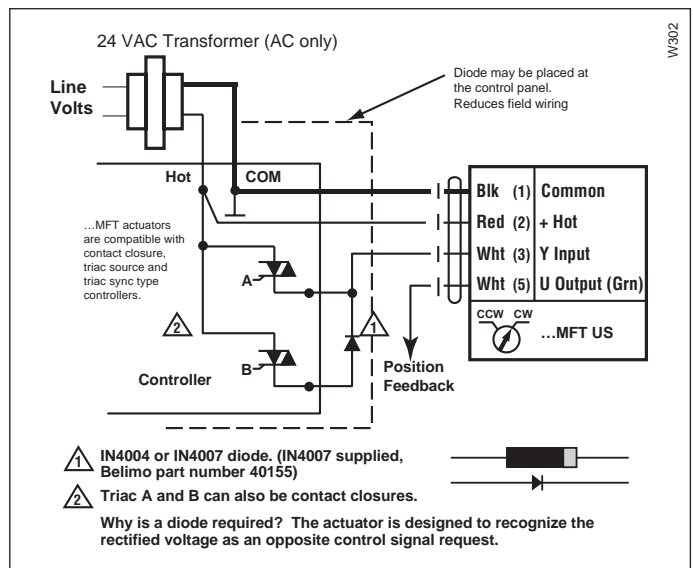 W302
24 VAC Transformer (AC only)
Line
Volts
Diode may be placed at
the control panel.
Reduces field wiring
Hot
COM
Blk (1) Common
Red (2) + Hot
Wht (3) Y Input
Wht (5) U Output (Grn)
…MFT actuators
are compatible with
contact closure,
triac source and
triac sync type
controllers.
A
2
1
CCW CW
…MFT US
B
Controller
Position
Feedback
1 IN4004 or IN4007 diode. (IN4007 supplied,
Belimo part number 40155)
2 Triac A and B can also be contact closures.
Why is a diode required? The actuator is designed to recognize the
rectified voltage as an opposite control signal request.